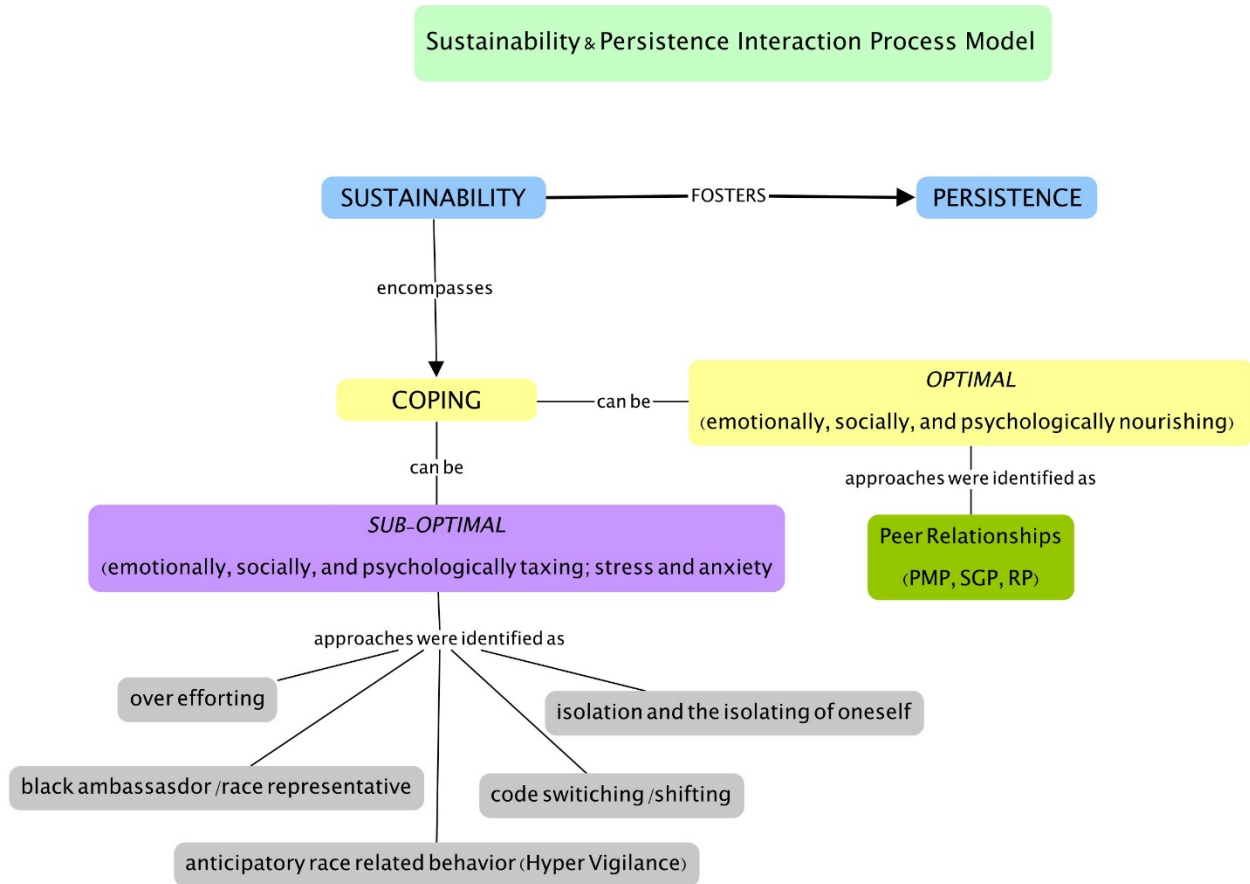 Sustainability & Persistence Interaction Process Model
SUSTAINABILITY
FOSTERS
PERSISTENCE
encompasses
COPING
can be
OPTIMAL
(emotionally, socially, and psychologically nourishing)
can be
approaches were identified as
SUB-OPTIMAL
(emotionally, socially, and psychologically taxing; stress and anxiety
Peer Relationships
(PMP, SGP, RP)
approaches were identified as
over efforting
isolation and the isolating of oneself
black ambassasdor /race representative
code switiching /shifting
anticipatory race related behavior (Hyper Vigilance)